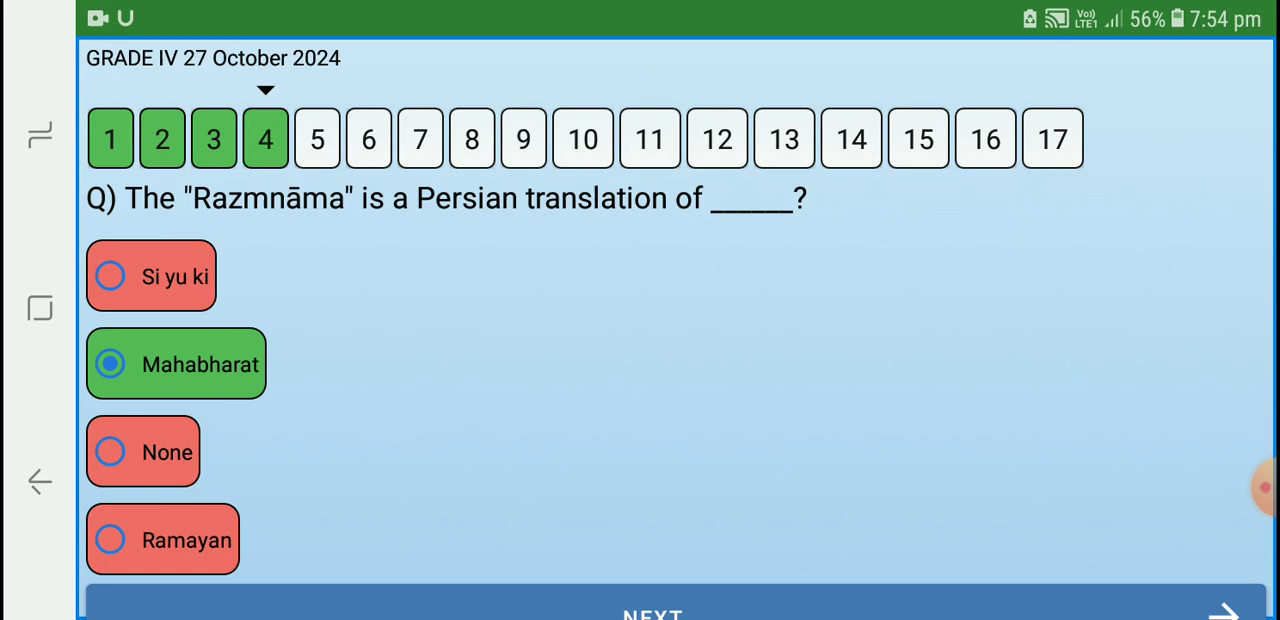 U Vo) LTE1 56% 7:54 pm
GRADE IV 27 October 2024
1 2 3 4 5 6 7 8 9 10 11 12 13 14 15 16 17
Q) The "Razmnāma" is a Persian translation of ______?
Si yu ki
Mahabharat
None
Ramayan
NEXT